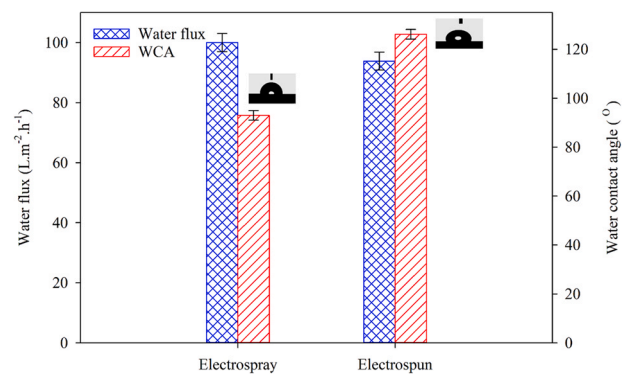 Water flux
WCA
Water flux (L.m⁻².h⁻¹)
100
80
60
40
20
0
Water contact angle ( ᴼ )
120
100
80
60
40
20
0
Electrospray
Electrospun